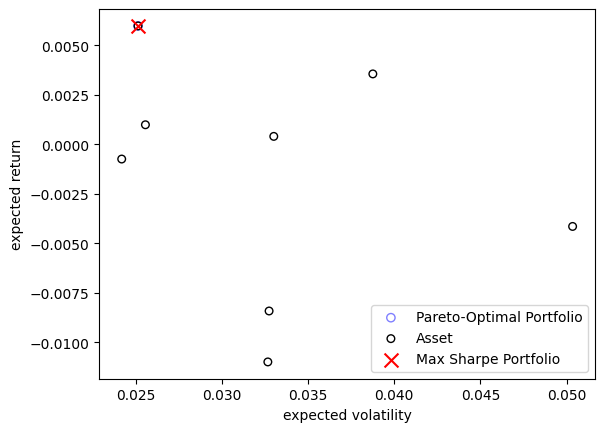 0.0050
0.0025
0.0000
−0.0025
−0.0050
−0.0075
−0.0100
expected return
Pareto-Optimal Portfolio
Asset
Max Sharpe Portfolio
0.025
0.030
0.035
0.040
0.045
0.050
expected volatility